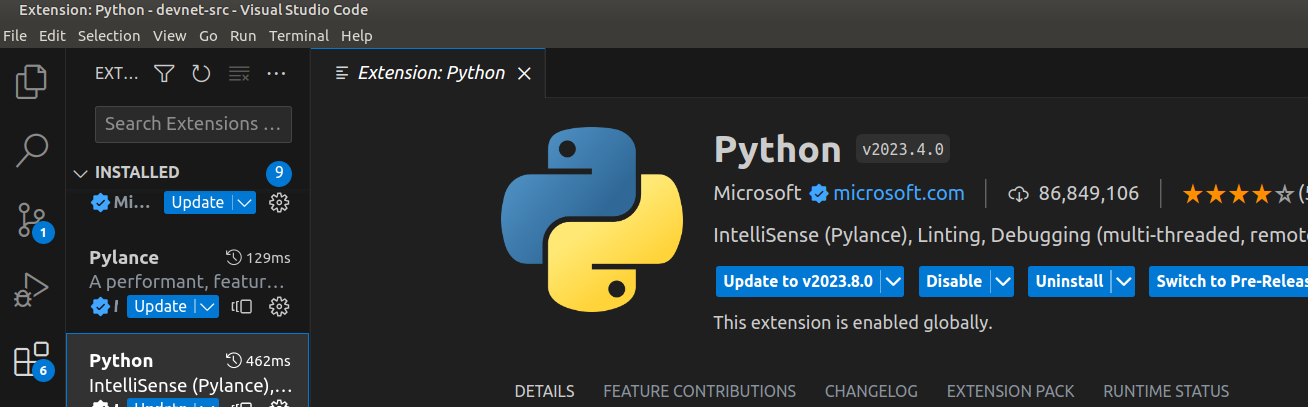 Extension: Python - devnet-src - Visual Studio Code
File Edit Selection View Go Run Terminal Help
EXT...
Extension: Python
Search Extensions ...
INSTALLED 9
Mi... Update
1
Pylance 129ms
A performant, featur...
Update
Python 462ms
6
IntelliSense (Pylance),...
Update
Python v2023.4.0
Microsoft microsoft.com 86,849,106 (5
IntelliSense (Pylance), Linting, Debugging (multi-threaded, remot
Update to v2023.8.0 Disable Uninstall Switch to Pre-Releas
This extension is enabled globally.
DETAILS FEATURE CONTRIBUTIONS CHANGELOG EXTENSION PACK RUNTIME STATUS